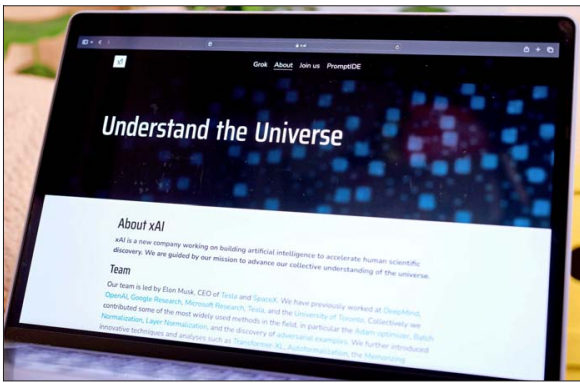 xI
Grok About Join us PromptIDE
Understand the Universe
About xAI
xAI is a new company working on building artificial intelligence to accelerate human scientific
discovery. We are guided by our mission to advance our collective understanding of the universe.
Team
Our team is led by Elon Musk, CEO of Tesla and SpaceX. We have previously worked at DeepMind,
OpenAI, Google Research, Microsoft Research, Tesla, and the University of Toronto. Collectively we
contributed some of the most widely used methods in the field, in particular the Adam optimizer, Batch
Normalization, Layer Normalization, and the discovery of adversarial examples. We further introduced
innovative techniques and analyses such as Transformer-XL, Autoformalization, the Memorizing